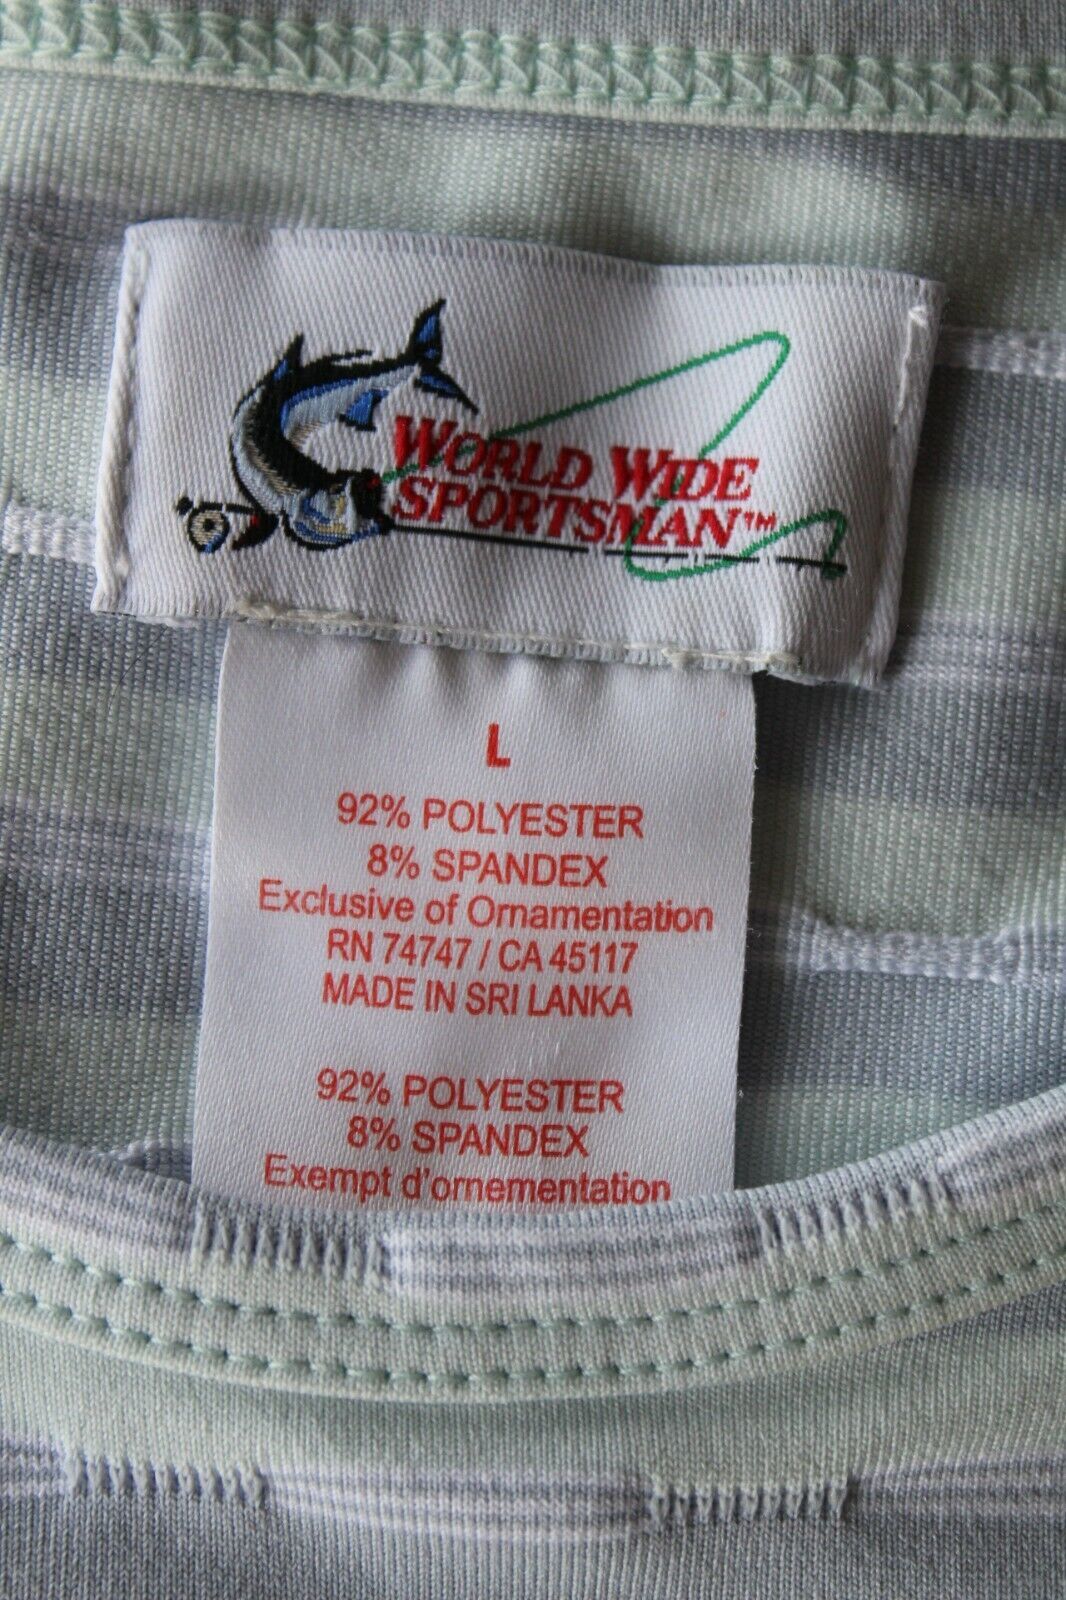 WORLD WIDE
SPORTSMAN™
L
92% POLYESTER
8% SPANDEX
Exclusive of Ornamentation
RN 74747 / CA 45117
MADE IN SRI LANKA
92% POLYESTER
8% SPANDEX
Exempt d'ornementation